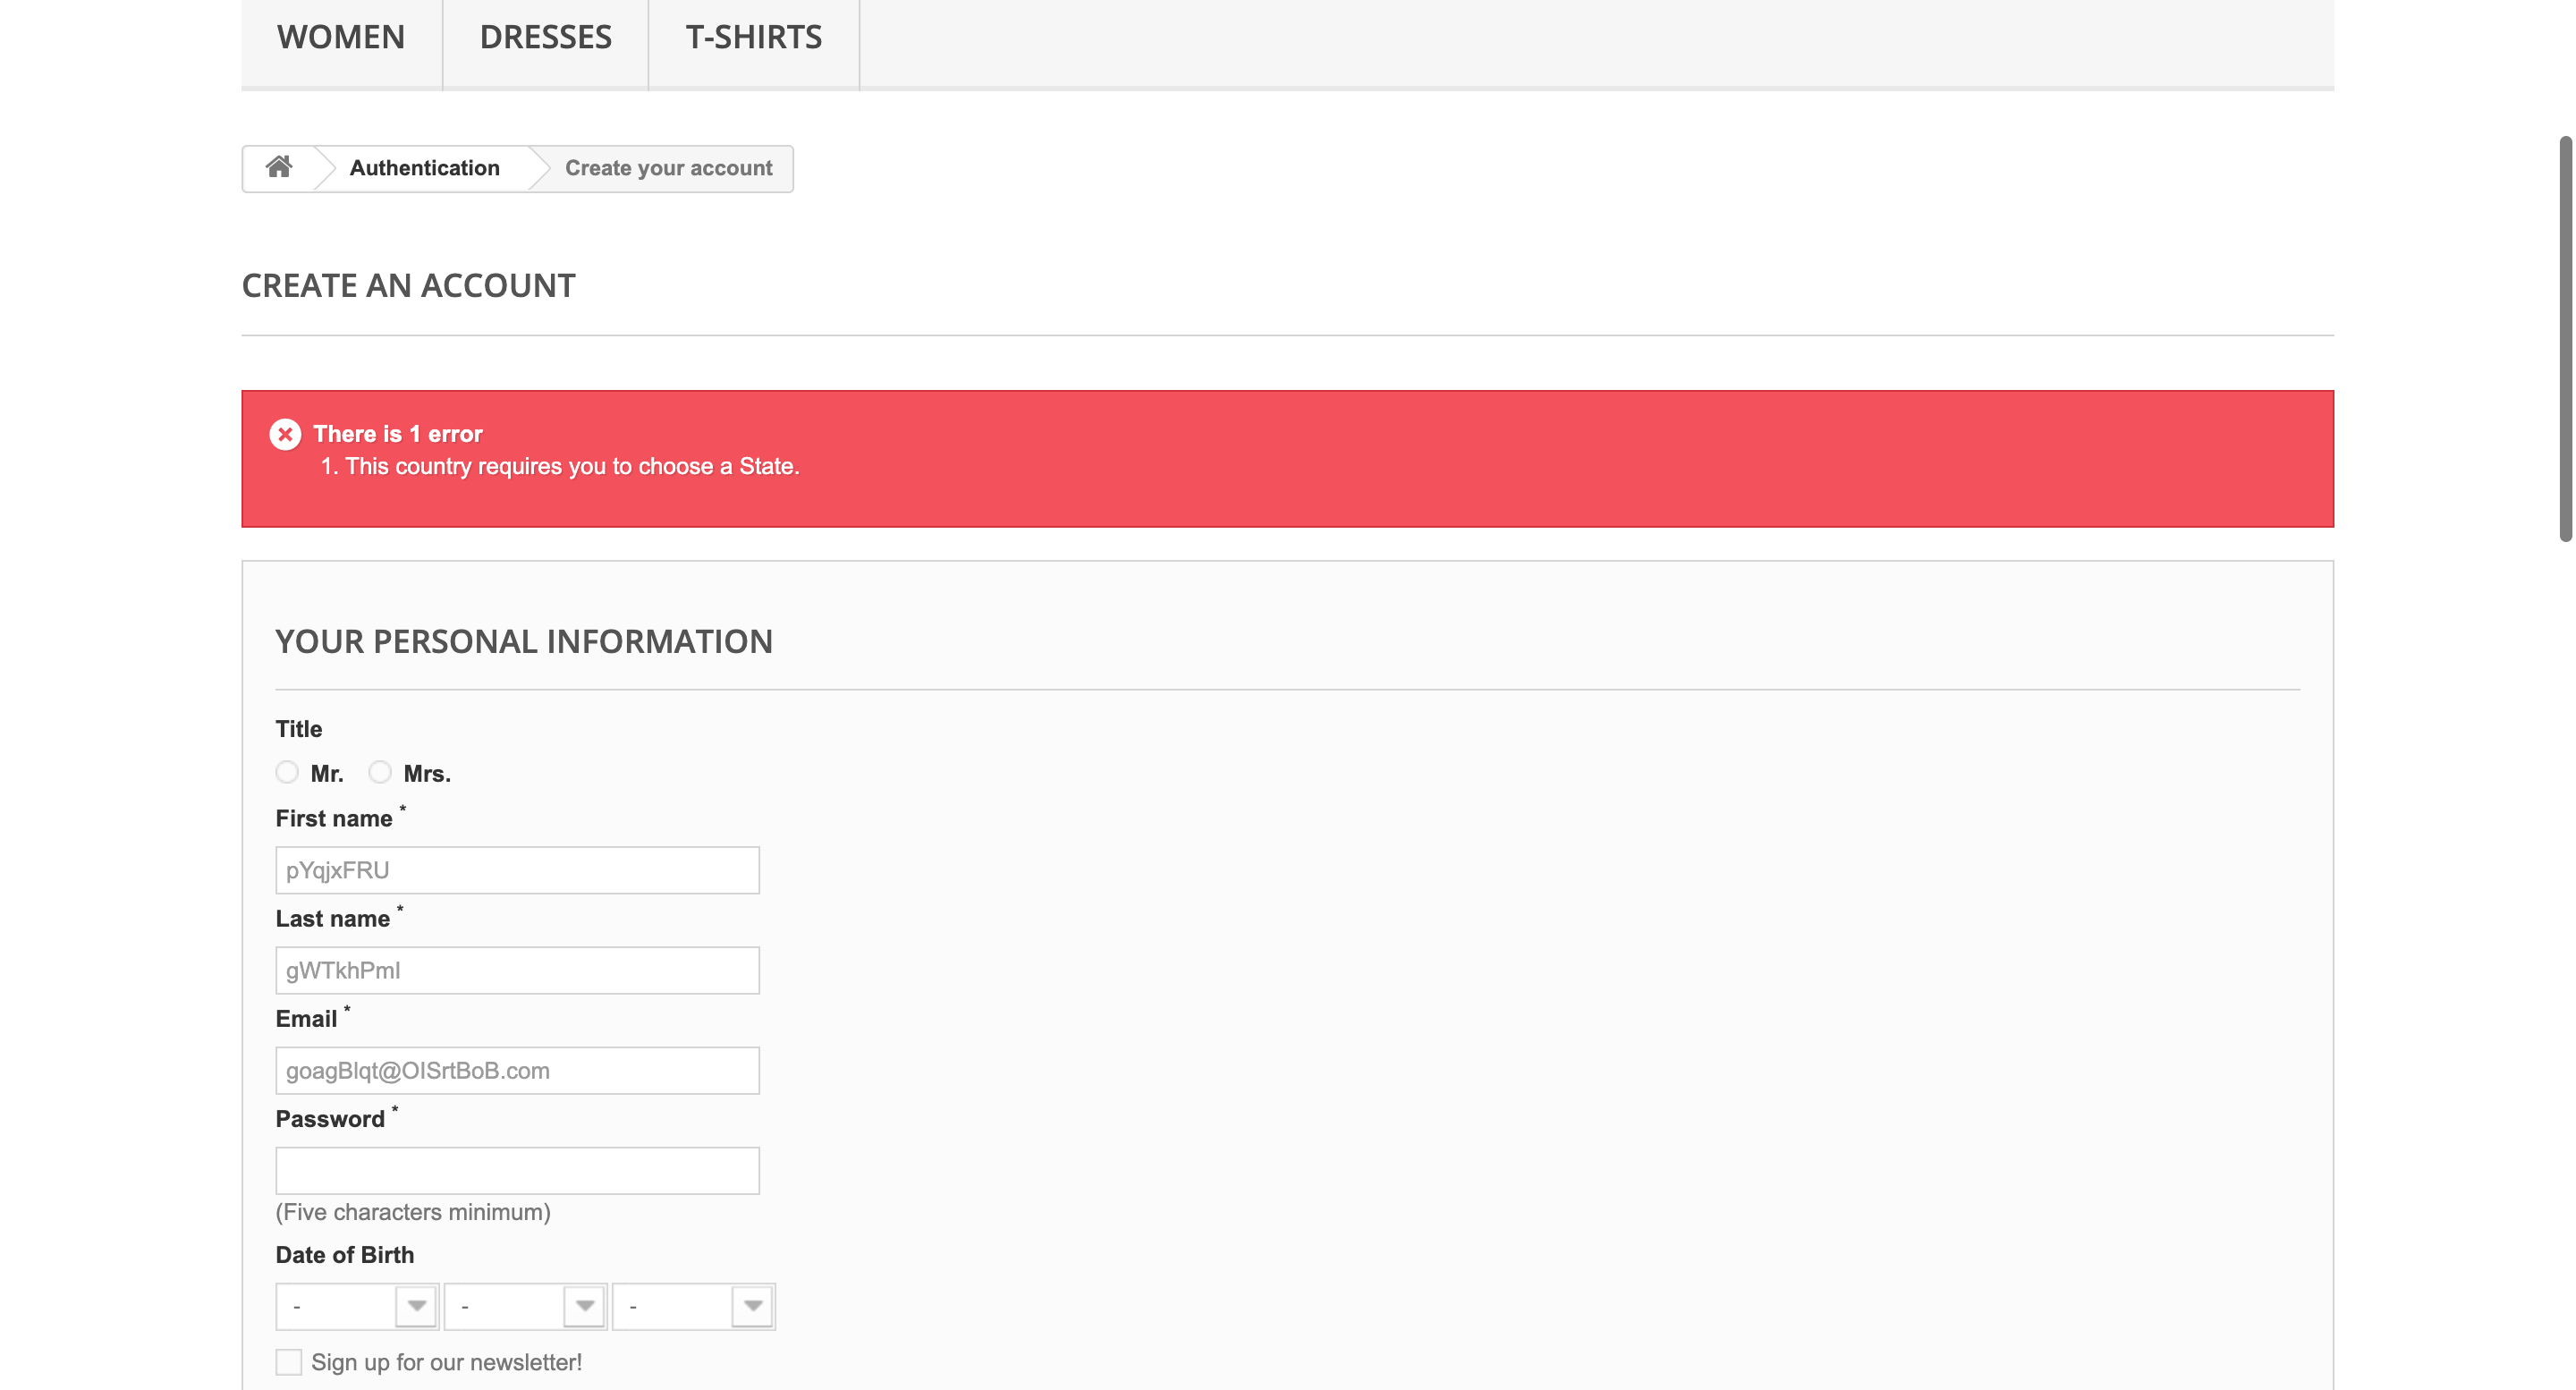 WOMEN DRESSES T-SHIRTS
Authentication Create your account
CREATE AN ACCOUNT
There is 1 error
1. This country requires you to choose a State.
YOUR PERSONAL INFORMATION
Title
Mr. Mrs.
First name *
pYqjxFRU
Last name *
gWTkhPml
Email *
goagBlqt@OISrtBoB.com
Password *
(Five characters minimum)
Date of Birth
- - -
Sign up for our newsletter!